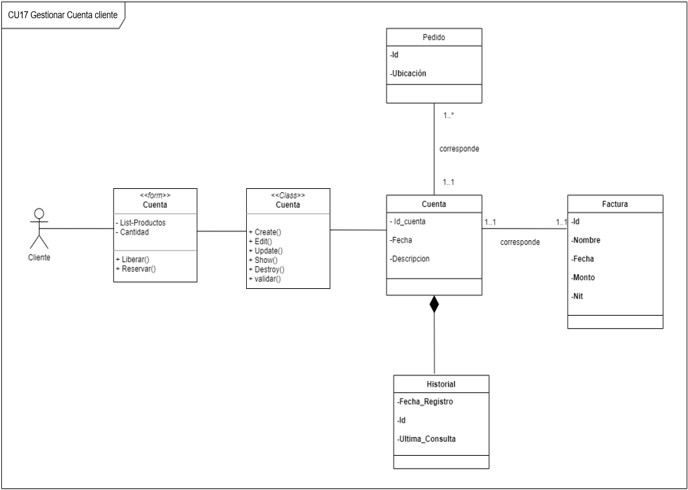 CU17 Gestionar Cuenta cliente
Pedido
-Id
-Ubicación
1..*
corresponde
1..1
<<form>>
Cuenta
- List-Productos
- Cantidad
+ Liberar()
+ Reservar()
<<Class>>
Cuenta
+ Create()
+ Edit()
+ Update()
+ Show()
+ Destroy()
+ validar()
Cuenta
- Id_cuenta
-Fecha
-Descripcion
1..1
corresponde
1..1
Factura
-Id
-Nombre
-Fecha
-Monto
-Nit
Cliente
Historial
-Fecha_Registro
-Id
-Ultima_Consulta